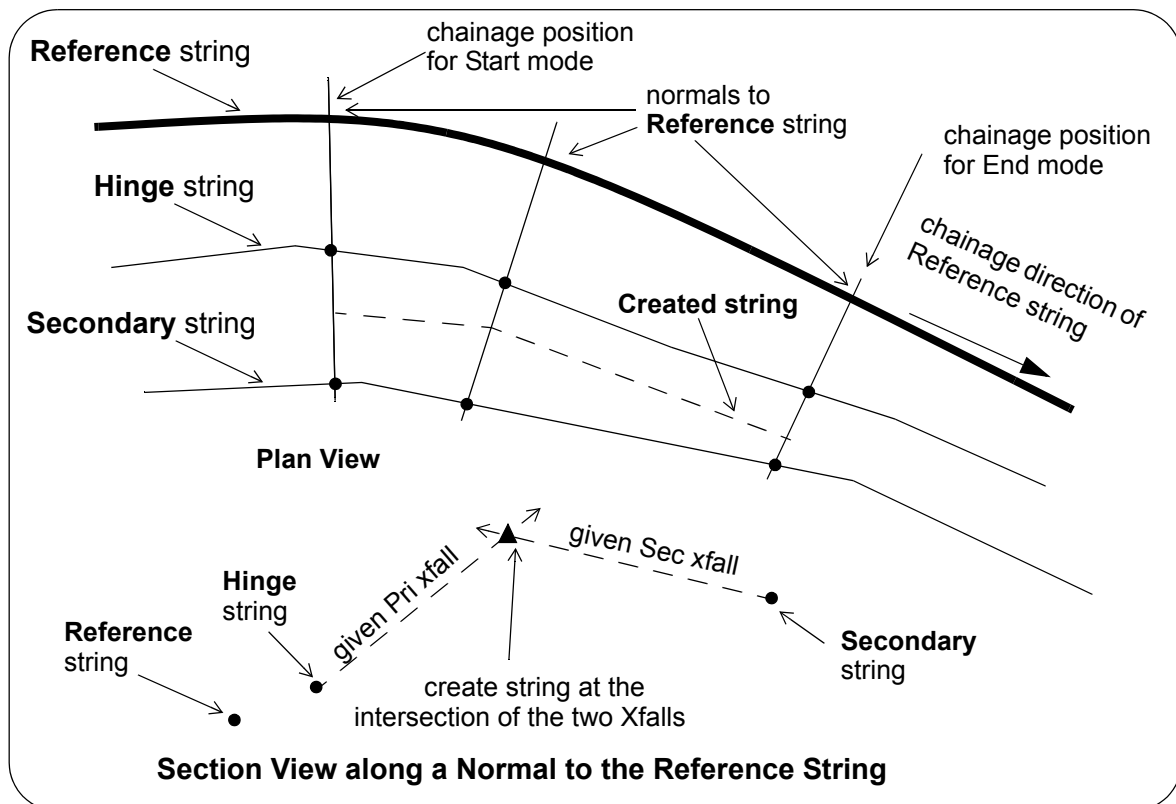 chainage position
for Start mode
Reference string
normals to
Reference string
chainage position
for End mode
Hinge string
chainage direction of
Reference string
Created string
Secondary string
Plan View
given Pri xfall
given Sec xfall
Hinge
string
Reference
string
Secondary
string
create string at the
intersection of the two Xfalls
Section View along a Normal to the Reference String